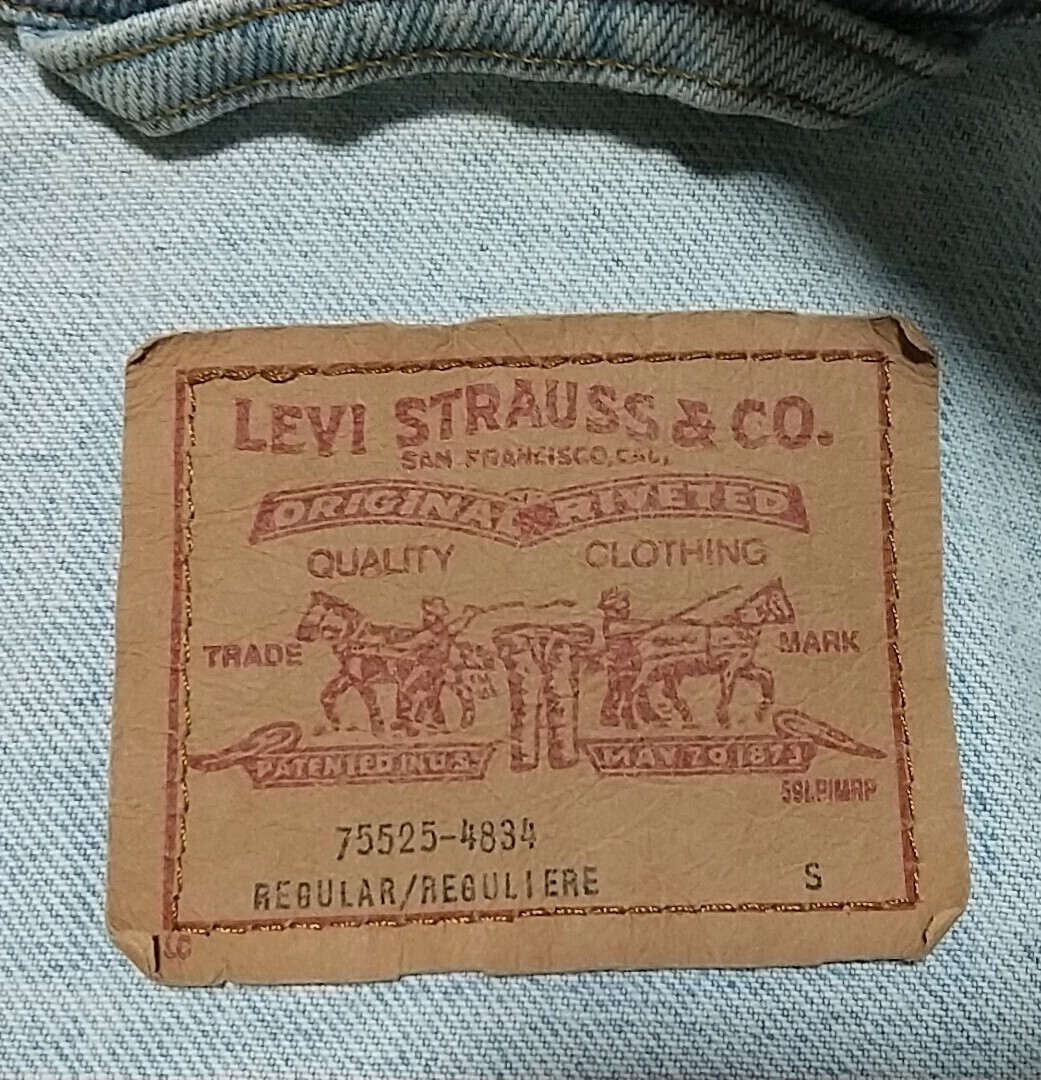 LEVI STRAUSS & CO.
SAN FRANCISCO, CAL,
ORIGINAL RIVETED
QUALITY CLOTHING
TRADE MARK
PATENTED IN U.S.
MAY 20 1873
75525-4834
REGULAR/REGULIERE S